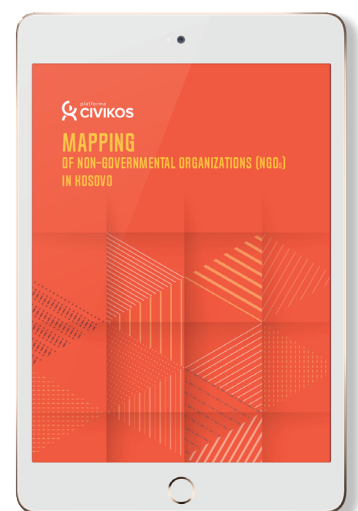 platforma
CIVIKOS
MAPPING
OF NON-GOVERNMENTAL ORGANIZATIONS (NGOs)
IN KOSOVO